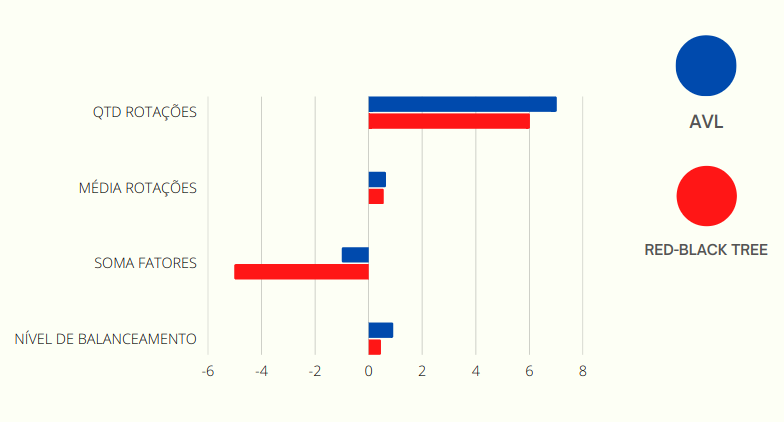 AVL
QTD ROTAÇÕES
MÉDIA ROTAÇÕES
RED-BLACK TREE
SOMA FATORES
NÍVEL DE BALANCEAMENTO
-6 -4 -2 0 2 4 6 8